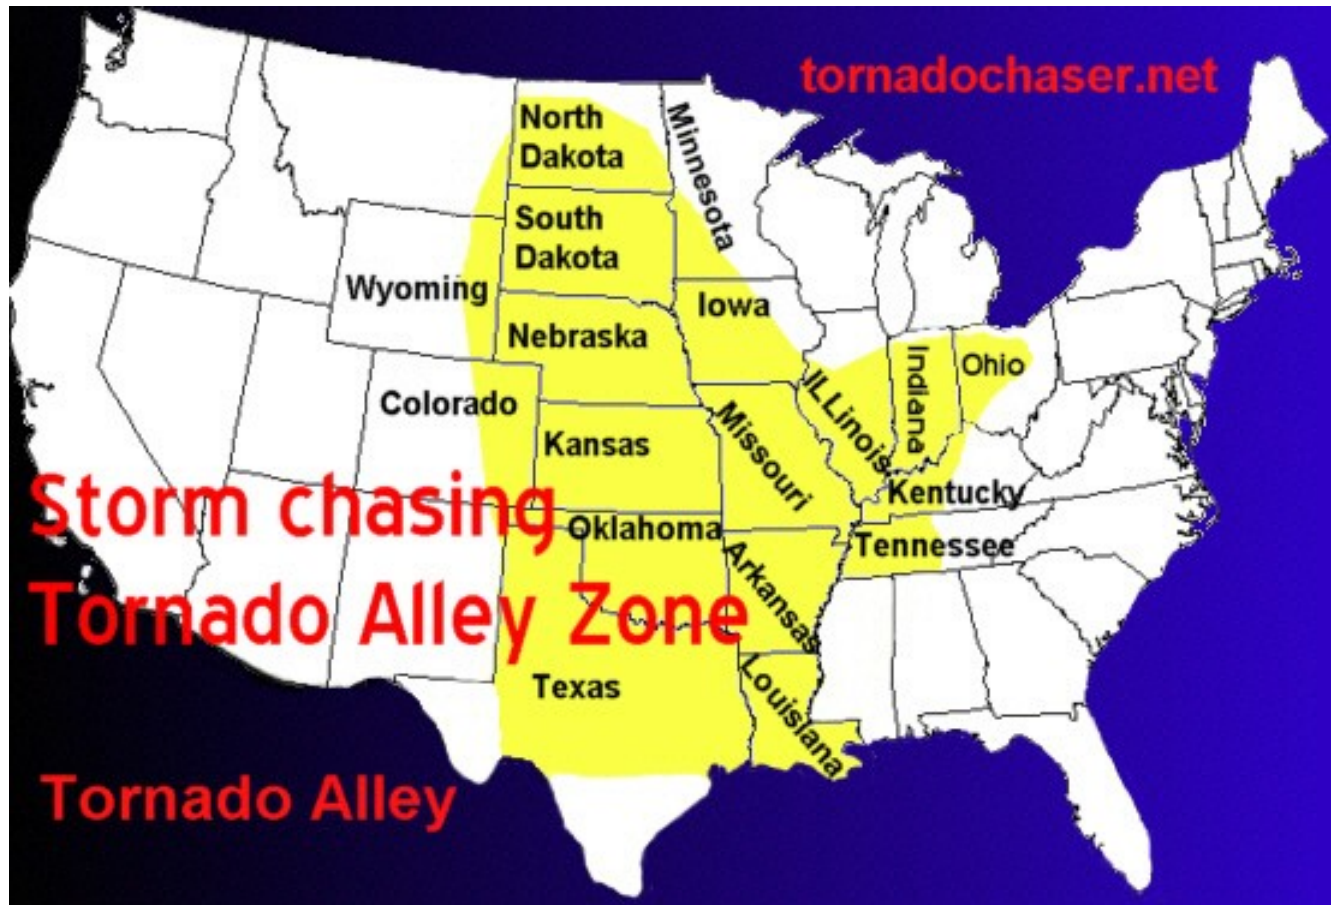 tornadochaser.net
North
Dakota
Minnesota
South
Dakota
Wyoming
Iowa
Nebraska
Ohio
Indiana
Colorado
ILLinois
Missouri
Kansas
Kentucky
Storm chasing
Oklahoma
Tennessee
Arkansas
Tornado Alley Zone
Texas
Louisiana
Tornado Alley